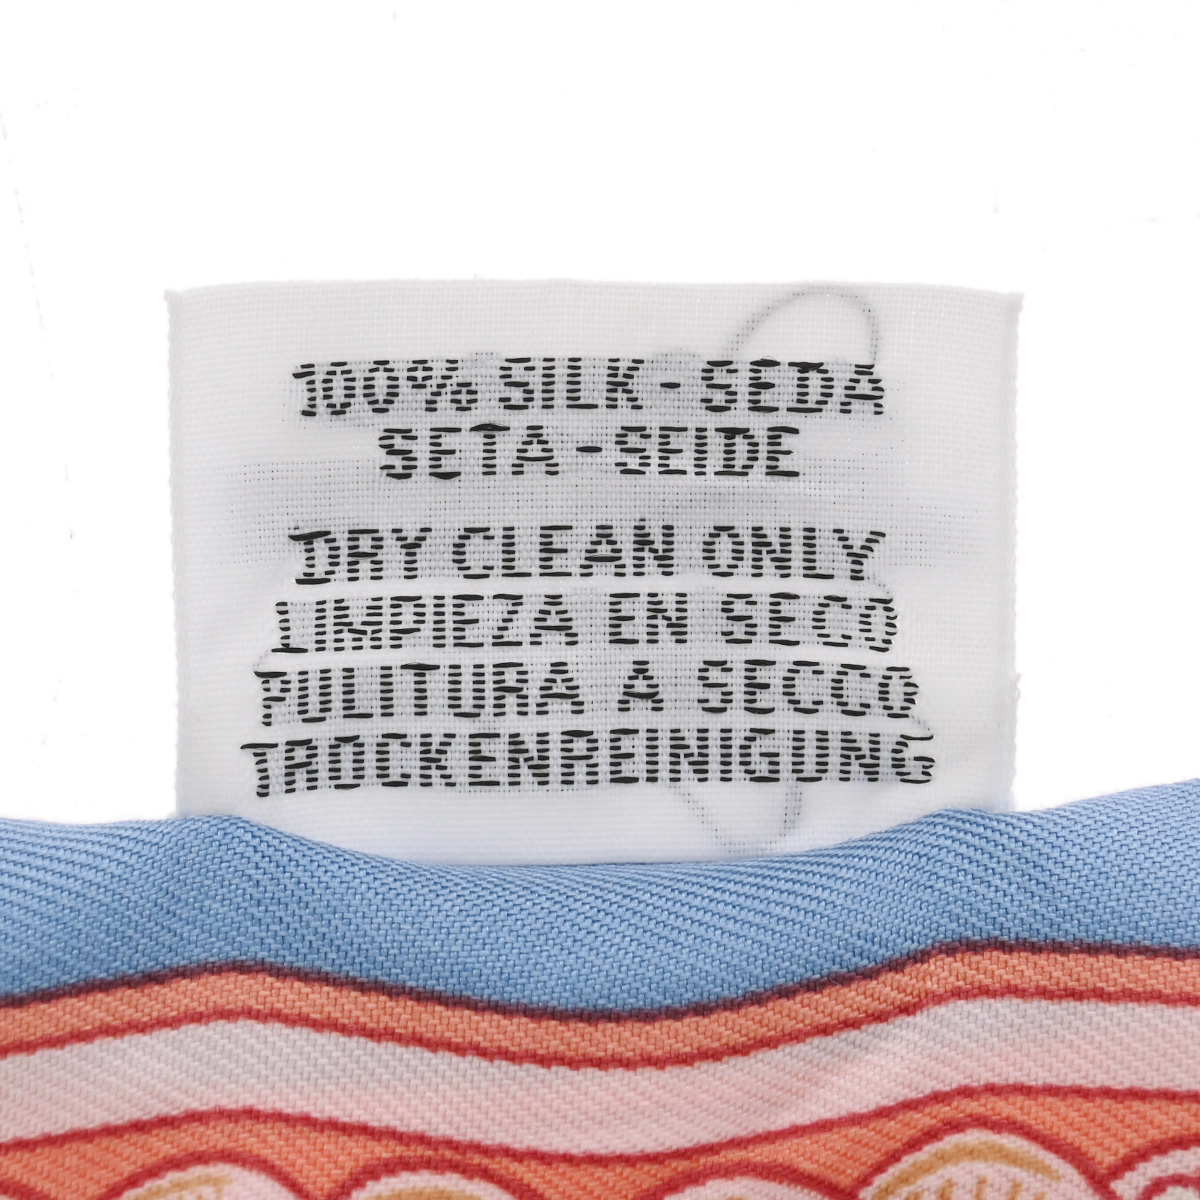 100% SILK - SEDA
SETA - SEIDE
DRY CLEAN ONLY
LIMPIEZA EN SECO
PULITURA A SECCO
TROCKENREINIGUNG